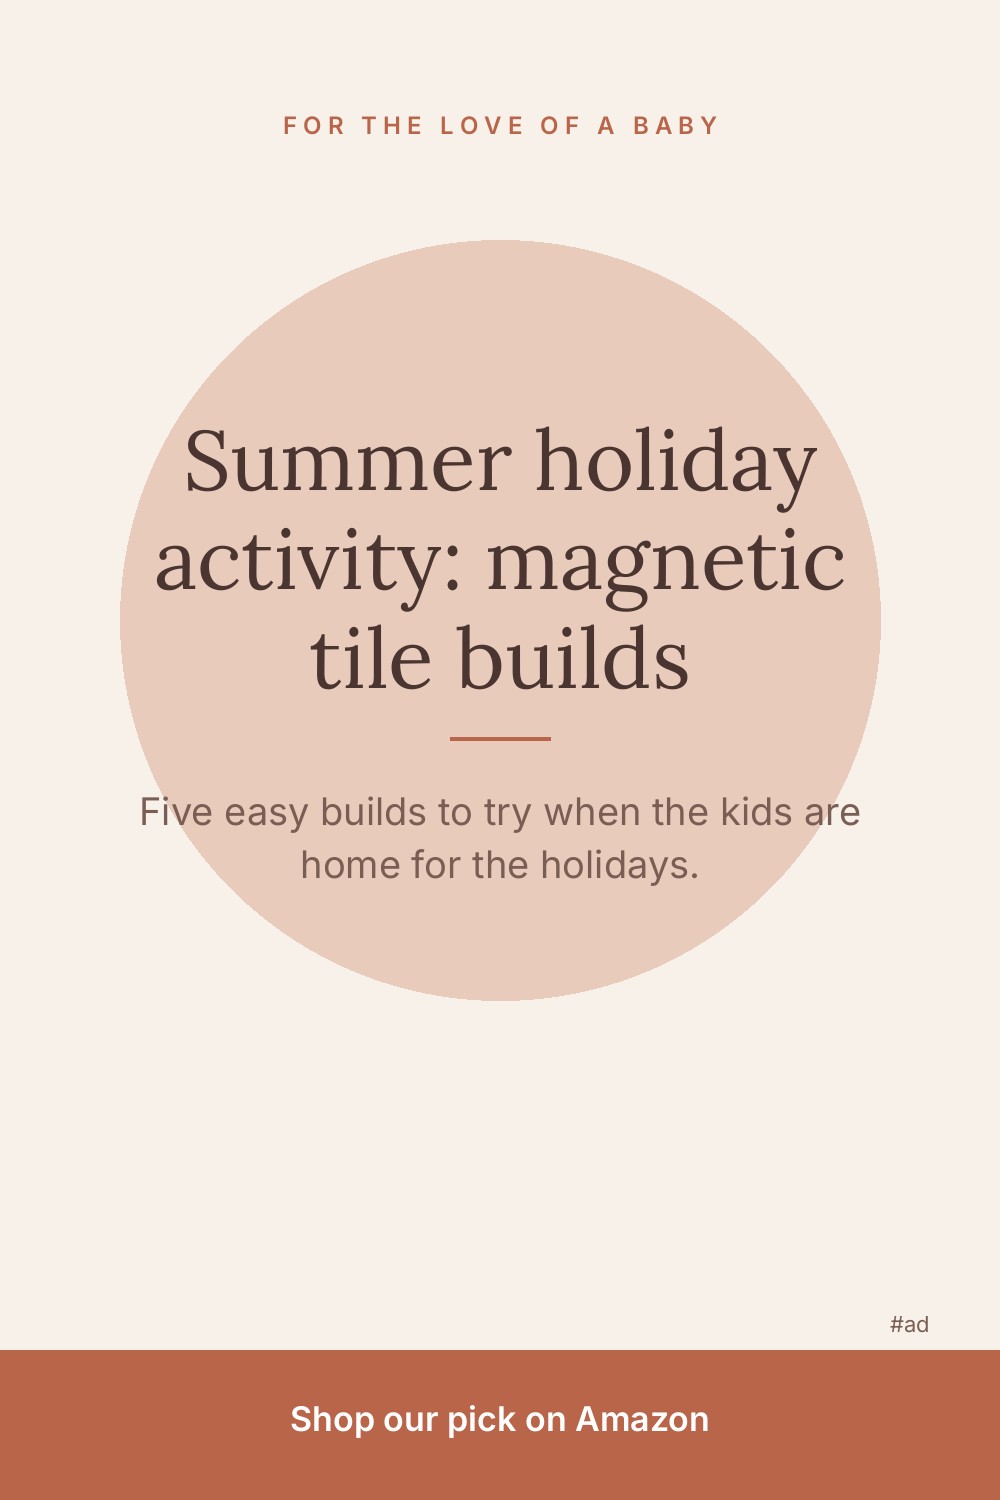 FOR THE LOVE OF A BABY
Summer holiday
activity: magnetic
tile builds
Five easy builds to try when the kids are
home for the holidays.
#ad
Shop our pick on Amazon